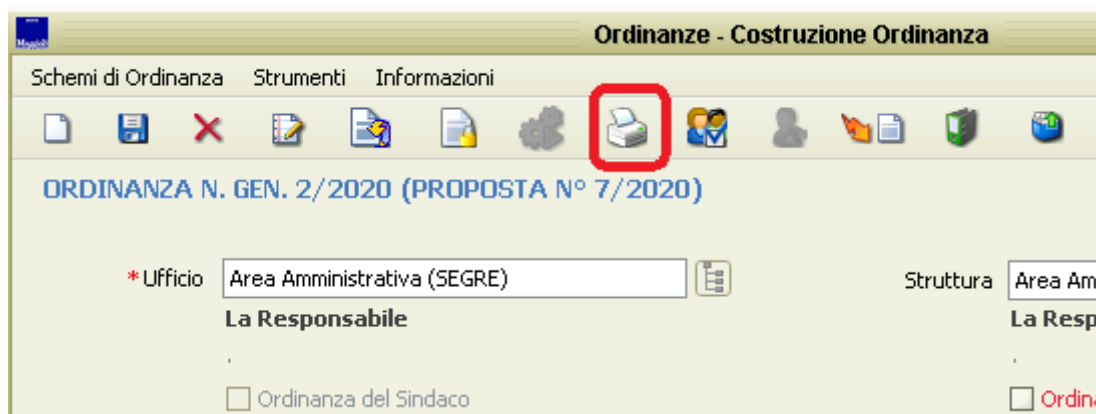 Maggioli
Ordinanze - Costruzione Ordinanza
Schemi di Ordinanza Strumenti Informazioni
ORDINANZA N. GEN. 2/2020 (PROPOSTA N° 7/2020)
*Ufficio Area Amministrativa (SEGRE) Struttura Area Am
La Responsabile La Resp
. .
Ordinanza del Sindaco Ordina